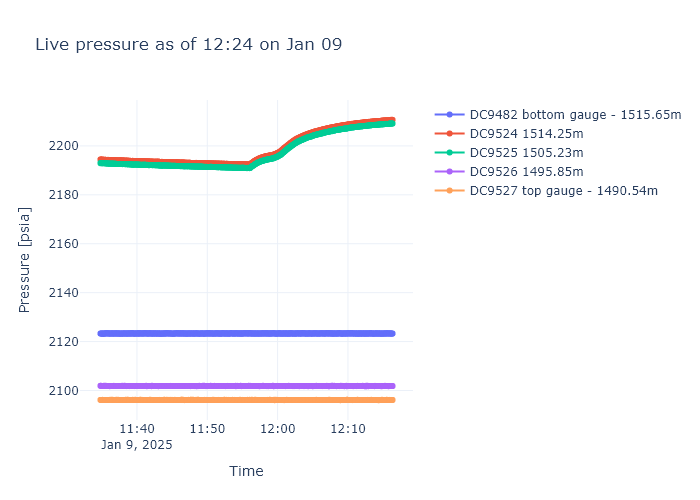 Live pressure as of 12:24 on Jan 09
DC9482 bottom gauge - 1515.65m
DC9524 1514.25m
DC9525 1505.23m
DC9526 1495.85m
DC9527 top gauge - 1490.54m
Pressure [psia]
2200
2180
2160
2140
2120
2100
11:40 11:50 12:00 12:10
Jan 9, 2025
Time